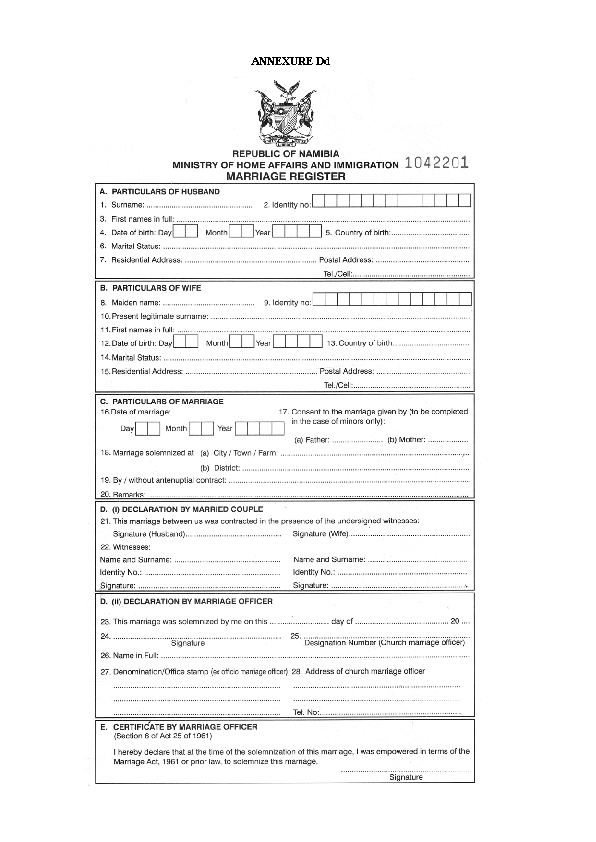 ANNEXURE Dd
REPUBLIC OF NAMIBIA
MINISTRY OF HOME AFFAIRS AND IMMIGRATION 1042201
MARRIAGE REGISTER
A. PARTICULARS OF HUSBAND
1. Surname: 2. Identity no:
3. First names in full:
4. Date of birth: Day Month Year 5. Country of birth:
6. Marital Status:
7. Residential Address: Postal Address:
Tel./Cell:
B. PARTICULARS OF WIFE
8. Maiden name: 9. Identity no:
10. Present legitimate surname:
11. First names in full:
12. Date of birth: Day Month Year 13. Country of birth
14. Marital Status:
15. Residential Address: Postal Address:
Tel./Cell:
C. PARTICULARS OF MARRIAGE
16. Date of marriage: 17. Consent to the marriage given by (to be completed
in the case of minors only):
Day Month Year
(a) Father: (b) Mother:
18. Marriage solemnized at (a) City / Town / Farm:
(b) District:
19. By / without antenuptial contract:
20. Remarks:
D. (i) DECLARATION BY MARRIED COUPLE
21. This marriage between us was contracted in the presence of the undersigned witnesses:
Signature (Husband) Signature (Wife)
22. Witnesses:
Name and Surname: Name and Surname:
Identity No.: Identity No.:
Signature: Signature:
D. (ii) DECLARATION BY MARRIAGE OFFICER
23. This marriage was solemnized by me on this day of 20
24. 25.
Signature Designation Number (Church marriage officer)
26. Name in Full:
27. Denomination/Office stamp (ex officio marriage officer) 28. Address of church marriage officer
Tel. No:
E. CERTIFICATE BY MARRIAGE OFFICER
(Section 6 of Act 25 of 1961)
I hereby declare that at the time of the solemnization of this marriage, I was empowered in terms of the
Marriage Act, 1961 or prior law, to solemnize this marriage.
Signature